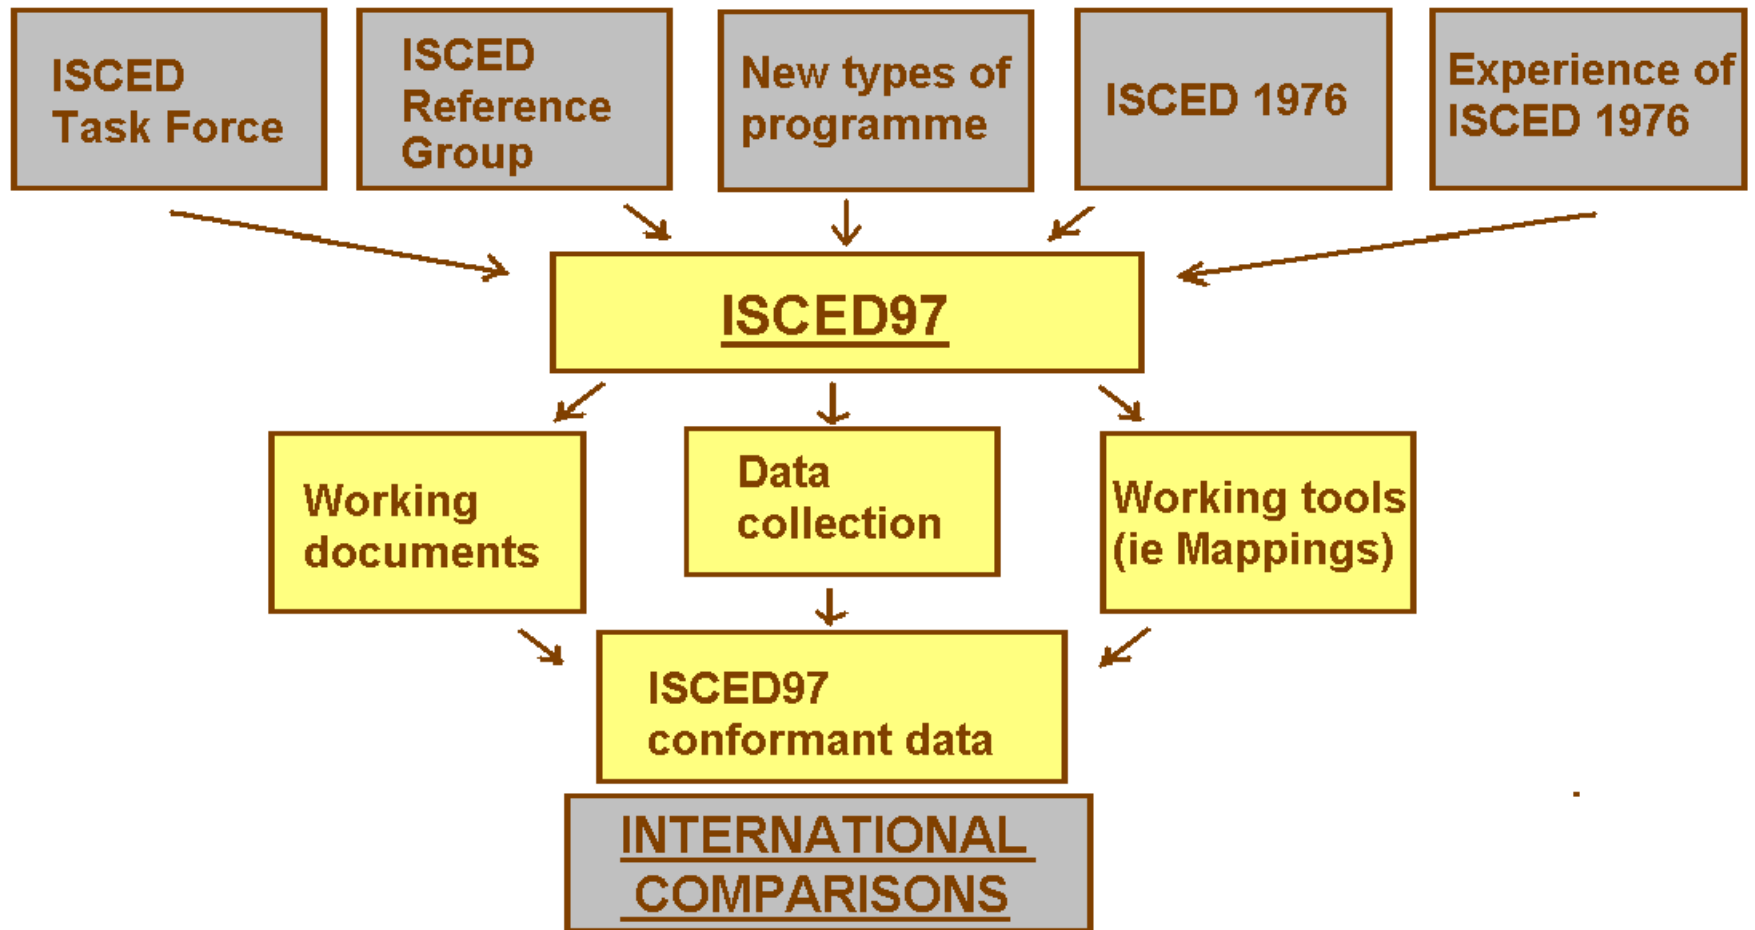 ISCED
Task Force
ISCED
Reference
Group
New types of
programme
ISCED 1976
Experience of
ISCED 1976
ISCED97
Working
documents
Data
collection
Working tools
(ie Mappings)
ISCED97
conformant data
INTERNATIONAL
COMPARISONS